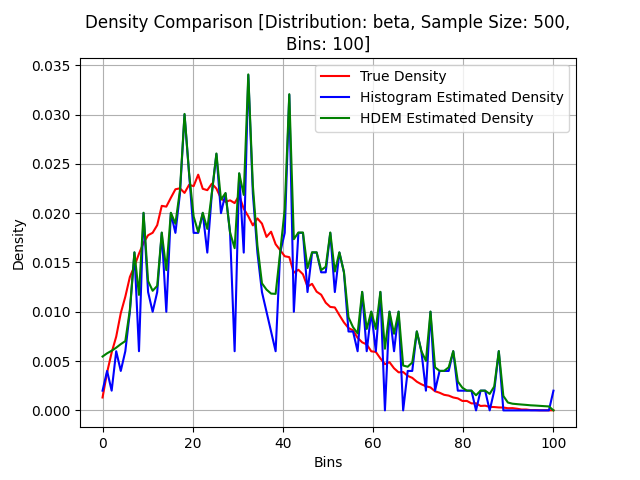 Density Comparison [Distribution: beta, Sample Size: 500,
Bins: 100]
True Density
Histogram Estimated Density
HDEM Estimated Density
Density
0.035
0.030
0.025
0.020
0.015
0.010
0.005
0.000
0 20 40 60 80 100
Bins